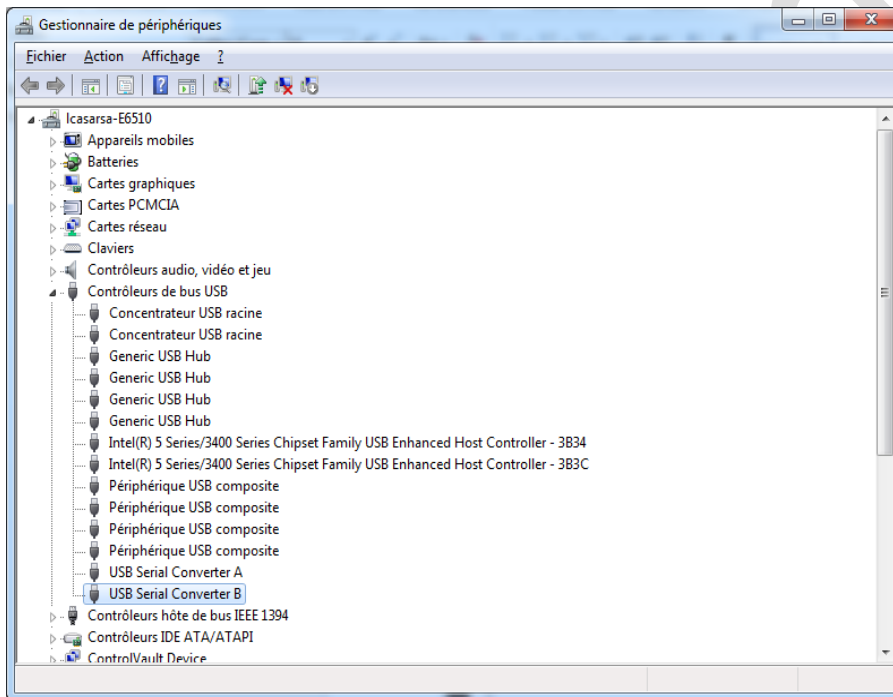 Gestionnaire de périphériques
Fichier Action Affichage ?
lcasarsa-E6510
Appareils mobiles
Batteries
Cartes graphiques
Cartes PCMCIA
Cartes réseau
Claviers
Contrôleurs audio, vidéo et jeu
Contrôleurs de bus USB
Concentrateur USB racine
Concentrateur USB racine
Generic USB Hub
Generic USB Hub
Generic USB Hub
Generic USB Hub
Intel(R) 5 Series/3400 Series Chipset Family USB Enhanced Host Controller - 3B34
Intel(R) 5 Series/3400 Series Chipset Family USB Enhanced Host Controller - 3B3C
Périphérique USB composite
Périphérique USB composite
Périphérique USB composite
Périphérique USB composite
USB Serial Converter A
USB Serial Converter B
Contrôleurs hôte de bus IEEE 1394
Contrôleurs IDE ATA/ATAPI
ControlVault Device